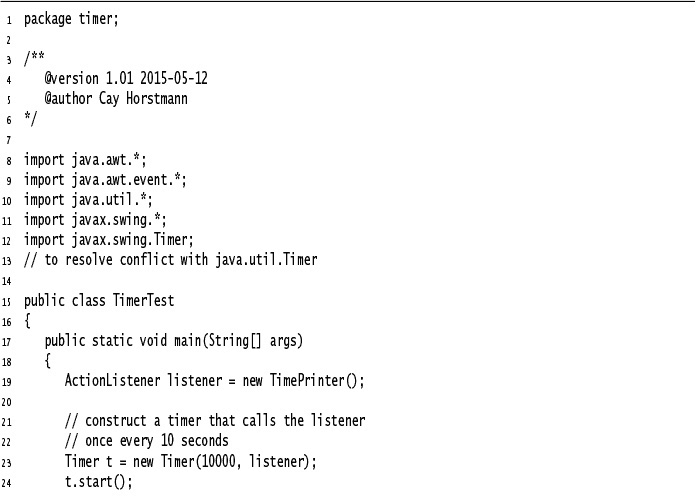 1 package timer;
2
3 /**
4 @version 1.01 2015-05-12
5 @author Cay Horstmann
6 */
7
8 import java.awt.*;
9 import java.awt.event.*;
10 import java.util.*;
11 import javax.swing.*;
12 import javax.swing.Timer;
13 // to resolve conflict with java.util.Timer
14
15 public class TimerTest
16 {
17 public static void main(String[] args)
18 {
19 ActionListener listener = new TimePrinter();
20
21 // construct a timer that calls the listener
22 // once every 10 seconds
23 Timer t = new Timer(10000, listener);
24 t.start();